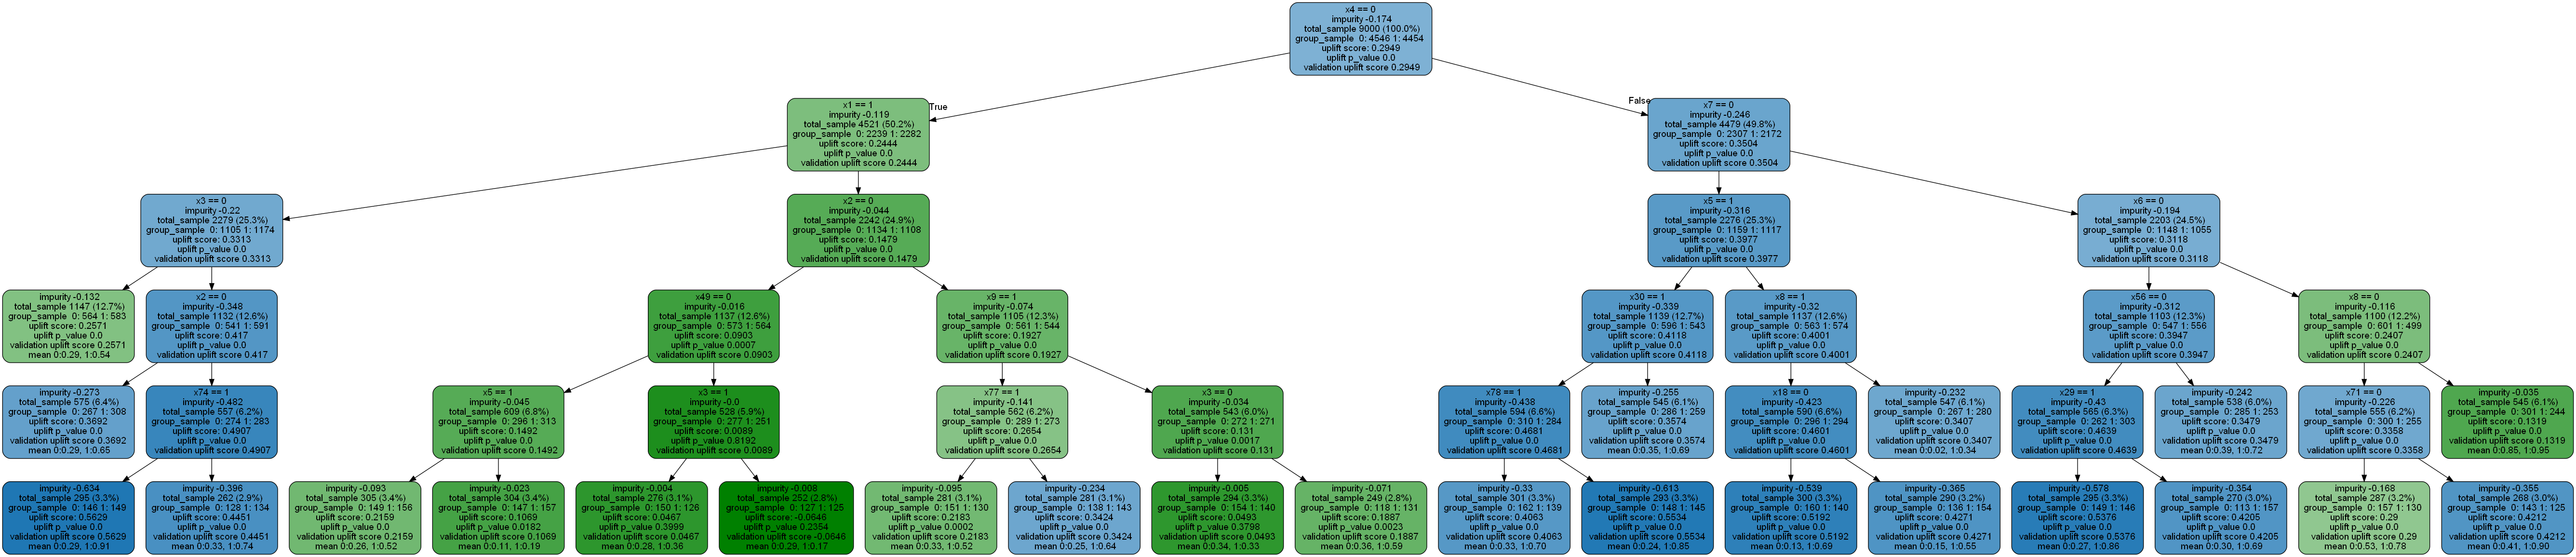 x4 == 0
impurity -0.174
total_sample 9000 (100.0%)
group_sample 0: 4546 1: 4454
uplift score: 0.2949
uplift p_value 0.0
validation uplift score 0.2949
True
False
x1 == 1
impurity -0.119
total_sample 4521 (50.2%)
group_sample 0: 2239 1: 2282
uplift score: 0.2444
uplift p_value 0.0
validation uplift score 0.2444
x7 == 0
impurity -0.246
total_sample 4479 (49.8%)
group_sample 0: 2307 1: 2172
uplift score: 0.3504
uplift p_value 0.0
validation uplift score 0.3504
x3 == 0
impurity -0.22
total_sample 2279 (25.3%)
group_sample 0: 1105 1: 1174
uplift score: 0.3313
uplift p_value 0.0
validation uplift score 0.3313
x2 == 0
impurity -0.044
total_sample 2242 (24.9%)
group_sample 0: 1134 1: 1108
uplift score: 0.1479
uplift p_value 0.0
validation uplift score 0.1479
x5 == 1
impurity -0.316
total_sample 2276 (25.3%)
group_sample 0: 1159 1: 1117
uplift score: 0.3977
uplift p_value 0.0
validation uplift score 0.3977
x6 == 0
impurity -0.194
total_sample 2203 (24.5%)
group_sample 0: 1148 1: 1055
uplift score: 0.3118
uplift p_value 0.0
validation uplift score 0.3118
impurity -0.132
total_sample 1147 (12.7%)
group_sample 0: 564 1: 583
uplift score: 0.2571
uplift p_value 0.0
validation uplift score 0.2571
mean 0:0.29, 1:0.54
x2 == 0
impurity -0.348
total_sample 1132 (12.6%)
group_sample 0: 541 1: 591
uplift score: 0.417
uplift p_value 0.0
validation uplift score 0.417
x49 == 0
impurity -0.016
total_sample 1137 (12.6%)
group_sample 0: 573 1: 564
uplift score: 0.0903
uplift p_value 0.0007
validation uplift score 0.0903
x9 == 1
impurity -0.074
total_sample 1105 (12.3%)
group_sample 0: 561 1: 544
uplift score: 0.1927
uplift p_value 0.0
validation uplift score 0.1927
x30 == 1
impurity -0.339
total_sample 1139 (12.7%)
group_sample 0: 596 1: 543
uplift score: 0.4118
uplift p_value 0.0
validation uplift score 0.4118
x8 == 1
impurity -0.32
total_sample 1137 (12.6%)
group_sample 0: 563 1: 574
uplift score: 0.4001
uplift p_value 0.0
validation uplift score 0.4001
x56 == 0
impurity -0.312
total_sample 1103 (12.3%)
group_sample 0: 547 1: 556
uplift score: 0.3947
uplift p_value 0.0
validation uplift score 0.3947
x8 == 0
impurity -0.116
total_sample 1100 (12.2%)
group_sample 0: 601 1: 499
uplift score: 0.2407
uplift p_value 0.0
validation uplift score 0.2407
impurity -0.273
total_sample 575 (6.4%)
group_sample 0: 267 1: 308
uplift score: 0.3692
uplift p_value 0.0
validation uplift score 0.3692
mean 0:0.29, 1:0.65
x74 == 1
impurity -0.482
total_sample 557 (6.2%)
group_sample 0: 274 1: 283
uplift score: 0.4907
uplift p_value 0.0
validation uplift score 0.4907
x5 == 1
impurity -0.045
total_sample 609 (6.8%)
group_sample 0: 296 1: 313
uplift score: 0.1492
uplift p_value 0.0
validation uplift score 0.1492
x3 == 1
impurity -0.0
total_sample 528 (5.9%)
group_sample 0: 277 1: 251
uplift score: 0.0089
uplift p_value 0.8192
validation uplift score 0.0089
x77 == 1
impurity -0.141
total_sample 562 (6.2%)
group_sample 0: 289 1: 273
uplift score: 0.2654
uplift p_value 0.0
validation uplift score 0.2654
x3 == 0
impurity -0.034
total_sample 543 (6.0%)
group_sample 0: 272 1: 271
uplift score: 0.131
uplift p_value 0.0017
validation uplift score 0.131
x78 == 1
impurity -0.438
total_sample 594 (6.6%)
group_sample 0: 310 1: 284
uplift score: 0.4681
uplift p_value 0.0
validation uplift score 0.4681
impurity -0.255
total_sample 545 (6.1%)
group_sample 0: 286 1: 259
uplift score: 0.3574
uplift p_value 0.0
validation uplift score 0.3574
mean 0:0.35, 1:0.69
x18 == 0
impurity -0.423
total_sample 590 (6.6%)
group_sample 0: 296 1: 294
uplift score: 0.4601
uplift p_value 0.0
validation uplift score 0.4601
impurity -0.232
total_sample 547 (6.1%)
group_sample 0: 267 1: 280
uplift score: 0.3407
uplift p_value 0.0
validation uplift score 0.3407
mean 0:0.02, 1:0.34
x29 == 1
impurity -0.43
total_sample 565 (6.3%)
group_sample 0: 262 1: 303
uplift score: 0.4639
uplift p_value 0.0
validation uplift score 0.4639
impurity -0.242
total_sample 538 (6.0%)
group_sample 0: 285 1: 253
uplift score: 0.3479
uplift p_value 0.0
validation uplift score 0.3479
mean 0:0.39, 1:0.72
x71 == 0
impurity -0.226
total_sample 555 (6.2%)
group_sample 0: 300 1: 255
uplift score: 0.3358
uplift p_value 0.0
validation uplift score 0.3358
impurity -0.035
total_sample 545 (6.1%)
group_sample 0: 301 1: 244
uplift score: 0.1319
uplift p_value 0.0
validation uplift score 0.1319
mean 0:0.85, 1:0.95
impurity -0.634
total_sample 295 (3.3%)
group_sample 0: 146 1: 149
uplift score: 0.5629
uplift p_value 0.0
validation uplift score 0.5629
mean 0:0.29, 1:0.91
impurity -0.396
total_sample 262 (2.9%)
group_sample 0: 128 1: 134
uplift score: 0.4451
uplift p_value 0.0
validation uplift score 0.4451
mean 0:0.33, 1:0.74
impurity -0.093
total_sample 305 (3.4%)
group_sample 0: 149 1: 156
uplift score: 0.2159
uplift p_value 0.0
validation uplift score 0.2159
mean 0:0.26, 1:0.52
impurity -0.023
total_sample 304 (3.4%)
group_sample 0: 147 1: 157
uplift score: 0.1069
uplift p_value 0.0182
validation uplift score 0.1069
mean 0:0.11, 1:0.19
impurity -0.004
total_sample 276 (3.1%)
group_sample 0: 150 1: 126
uplift score: 0.0467
uplift p_value 0.3999
validation uplift score 0.0467
mean 0:0.28, 1:0.36
impurity -0.008
total_sample 252 (2.8%)
group_sample 0: 127 1: 125
uplift score: -0.0646
uplift p_value 0.2354
validation uplift score -0.0646
mean 0:0.29, 1:0.17
impurity -0.095
total_sample 281 (3.1%)
group_sample 0: 151 1: 130
uplift score: 0.2183
uplift p_value 0.0002
validation uplift score 0.2183
mean 0:0.33, 1:0.52
impurity -0.234
total_sample 281 (3.1%)
group_sample 0: 138 1: 143
uplift score: 0.3424
uplift p_value 0.0
validation uplift score 0.3424
mean 0:0.25, 1:0.64
impurity -0.005
total_sample 294 (3.3%)
group_sample 0: 154 1: 140
uplift score: 0.0493
uplift p_value 0.3798
validation uplift score 0.0493
mean 0:0.34, 1:0.33
impurity -0.071
total_sample 249 (2.8%)
group_sample 0: 118 1: 131
uplift score: 0.1887
uplift p_value 0.0023
validation uplift score 0.1887
mean 0:0.36, 1:0.59
impurity -0.33
total_sample 301 (3.3%)
group_sample 0: 162 1: 139
uplift score: 0.4063
uplift p_value 0.0
validation uplift score 0.4063
mean 0:0.33, 1:0.70
impurity -0.613
total_sample 293 (3.3%)
group_sample 0: 148 1: 145
uplift score: 0.5534
uplift p_value 0.0
validation uplift score 0.5534
mean 0:0.24, 1:0.85
impurity -0.539
total_sample 300 (3.3%)
group_sample 0: 160 1: 140
uplift score: 0.5192
uplift p_value 0.0
validation uplift score 0.5192
mean 0:0.13, 1:0.69
impurity -0.365
total_sample 290 (3.2%)
group_sample 0: 136 1: 154
uplift score: 0.4271
uplift p_value 0.0
validation uplift score 0.4271
mean 0:0.15, 1:0.55
impurity -0.578
total_sample 295 (3.3%)
group_sample 0: 149 1: 146
uplift score: 0.5376
uplift p_value 0.0
validation uplift score 0.5376
mean 0:0.27, 1:0.86
impurity -0.354
total_sample 270 (3.0%)
group_sample 0: 113 1: 157
uplift score: 0.4205
uplift p_value 0.0
validation uplift score 0.4205
mean 0:0.30, 1:0.69
impurity -0.168
total_sample 287 (3.2%)
group_sample 0: 157 1: 130
uplift score: 0.29
uplift p_value 0.0
validation uplift score 0.29
mean 0:0.53, 1:0.78
impurity -0.355
total_sample 268 (3.0%)
group_sample 0: 143 1: 125
uplift score: 0.4212
uplift p_value 0.0
validation uplift score 0.4212
mean 0:0.41, 1:0.90